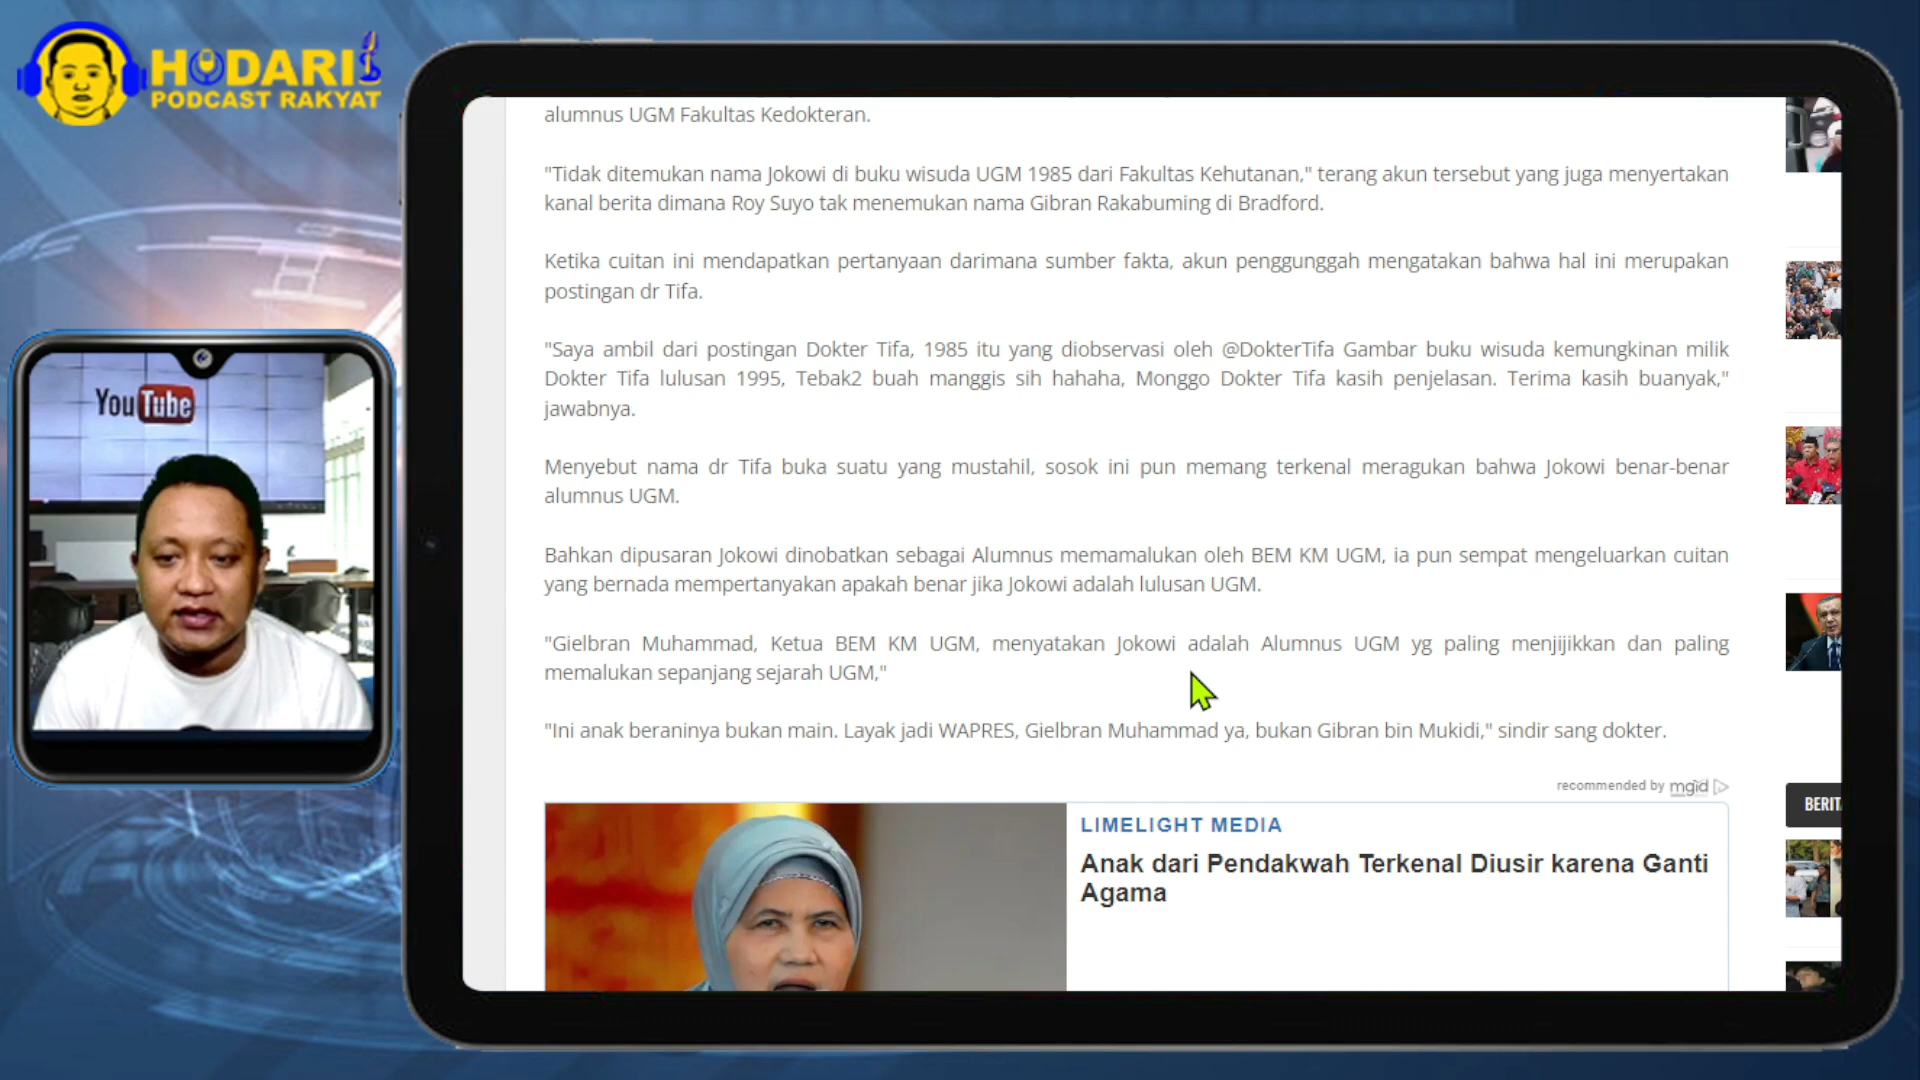 HODARI
PODCAST RAKYAT
YouTube
alumnus UGM Fakultas Kedokteran.
"Tidak ditemukan nama Jokowi di buku wisuda UGM 1985 dari Fakultas Kehutanan," terang akun tersebut yang juga menyertakan
kanal berita dimana Roy Suyo tak menemukan nama Gibran Rakabuming di Bradford.
Ketika cuitan ini mendapatkan pertanyaan darimana sumber fakta, akun penggunggah mengatakan bahwa hal ini merupakan
postingan dr Tifa.
"Saya ambil dari postingan Dokter Tifa, 1985 itu yang diobservasi oleh @DokterTifa Gambar buku wisuda kemungkinan milik
Dokter Tifa lulusan 1995, Tebak2 buah manggis sih hahaha, Monggo Dokter Tifa kasih penjelasan. Terima kasih buanyak,"
jawabnya.
Menyebut nama dr Tifa buka suatu yang mustahil, sosok ini pun memang terkenal meragukan bahwa Jokowi benar-benar
alumnus UGM.
Bahkan dipusaran Jokowi dinobatkan sebagai Alumnus memamalukan oleh BEM KM UGM, ia pun sempat mengeluarkan cuitan
yang bernada mempertanyakan apakah benar jika Jokowi adalah lulusan UGM.
"Gielbran Muhammad, Ketua BEM KM UGM, menyatakan Jokowi adalah Alumnus UGM yg paling menjijikkan dan paling
memalukan sepanjang sejarah UGM,"
"Ini anak beraninya bukan main. Layak jadi WAPRES, Gielbran Muhammad ya, bukan Gibran bin Mukidi," sindir sang dokter.
recommended by mgid
BERIT
LIMELIGHT MEDIA
Anak dari Pendakwah Terkenal Diusir karena Ganti
Agama